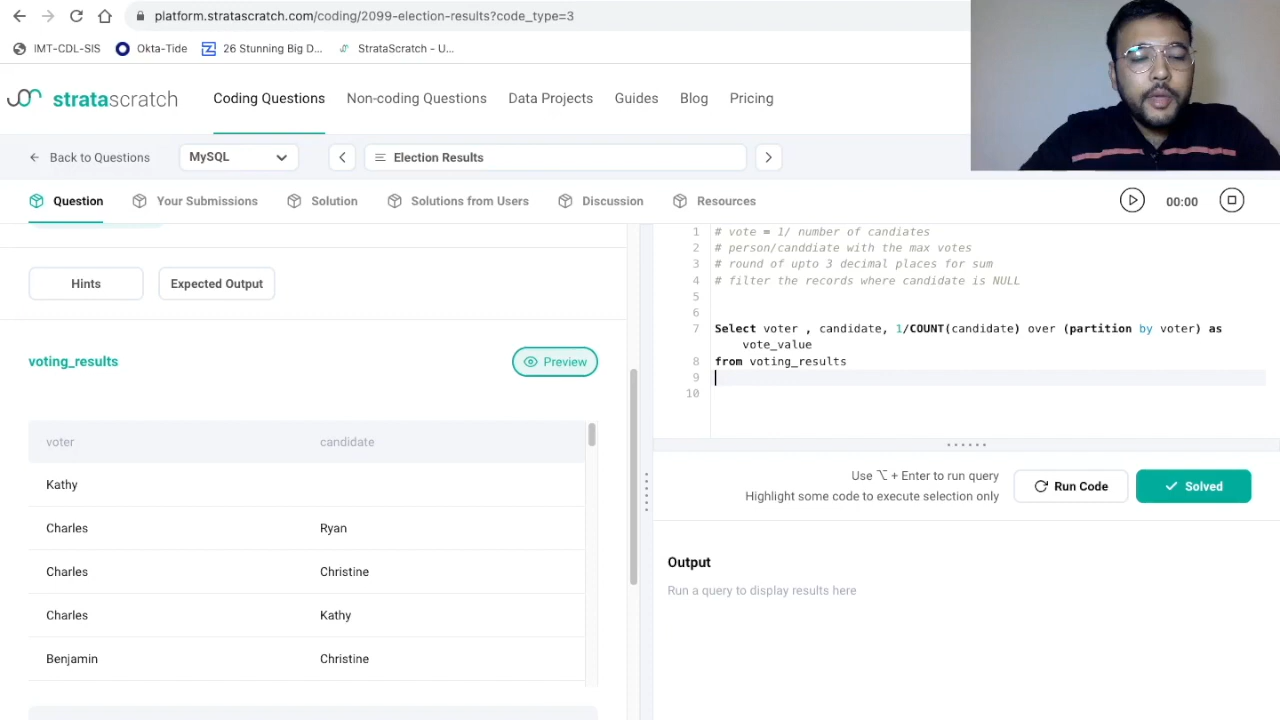 platform.stratascratch.com/coding/2099-election-results?code_type=3
IMT-CDL-SIS Okta-Tide 26 Stunning Big D... StrataScratch - U...
stratascratch Coding Questions Non-coding Questions Data Projects Guides Blog Pricing
Back to Questions MySQL Election Results
Question Your Submissions Solution Solutions from Users Discussion Resources 00:00
Hints Expected Output
voting_results Preview
voter candidate
Kathy
Charles Ryan
Charles Christine
Charles Kathy
Benjamin Christine
1 # vote = 1/ number of candiates
2 # person/canddiate with the max votes
3 # round of upto 3 decimal places for sum
4 # filter the records where candidate is NULL
5
6
7 Select voter , candidate, 1/COUNT(candidate) over (partition by voter) as
vote_value
8 from voting_results
9
10
Use ⌥ + Enter to run query
Highlight some code to execute selection only
Run Code Solved
Output
Run a query to display results here